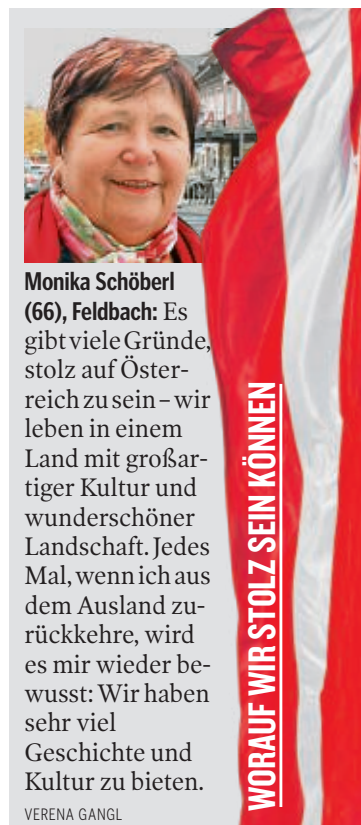 Monika Schöberl
(66), Feldbach: Es
gibt viele Gründe,
stolz auf Öster-
reich zu sein – wir
leben in einem
Land mit großar-
tiger Kultur und
wunderschöner
Landschaft. Jedes
Mal, wenn ich aus
dem Ausland zu-
rückkehre, wird
es mir wieder be-
wusst: Wir haben
sehr viel
Geschichte und
Kultur zu bieten.
VERENA GANGL
WORAUF WIR STOLZ SEIN KÖNNEN